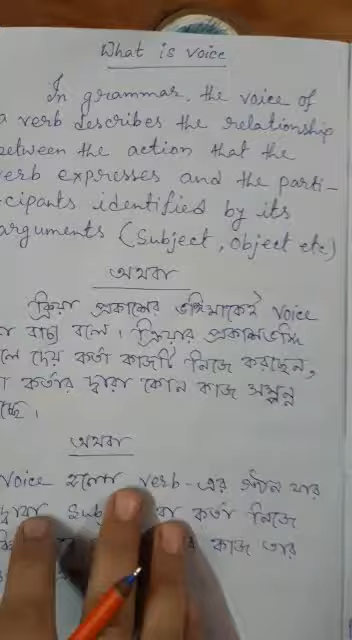 What is voice
In grammar, the voice of
a verb describes the relationship
between the action that the
verb expresses and the parti-
cipants identified by its
arguments (Subject, Object etc)
অথবা
ক্রিয়া প্রকাশের ভঙ্গিমাকেই voice
বাচ্য বলে। ক্রিয়ার প্রকাশভঙ্গি
দেয় কর্তা কাজটি নিজে করছেন,
কর্তার দ্বারা কোন কাজ সম্পন্ন
অথবা
Voice হলো verb-এর গঠন যার
দ্বারা বা কর্তা নিজে
কাজ তার